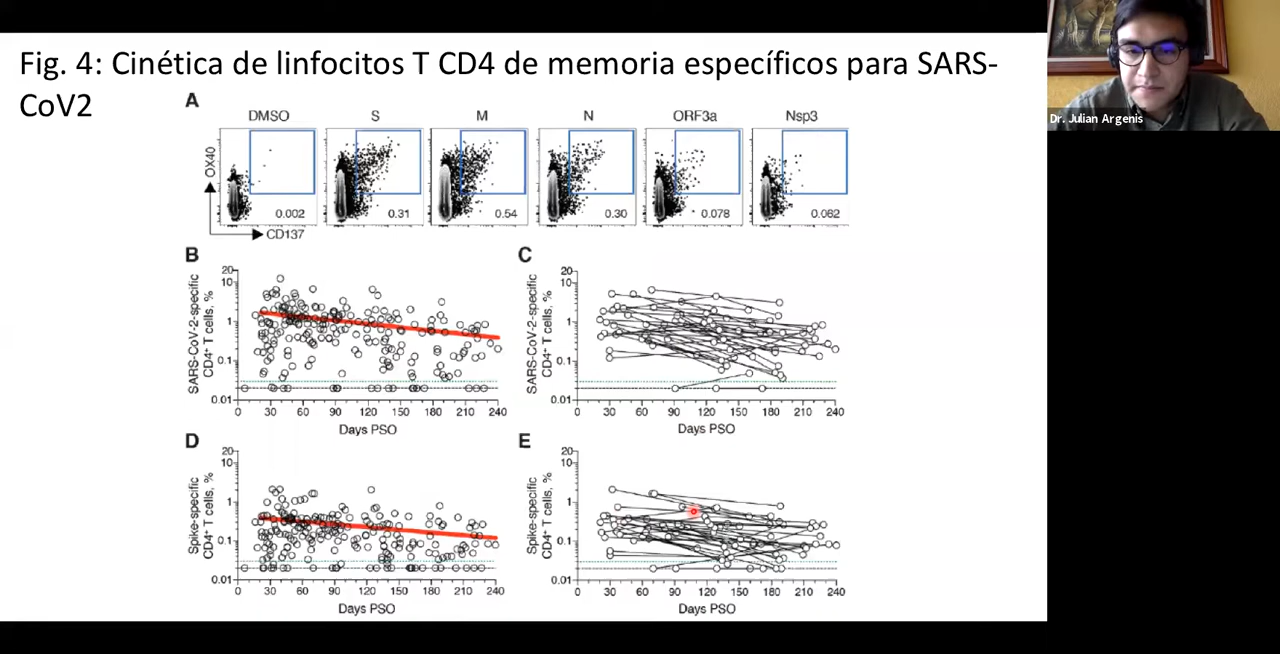 Fig. 4: Cinética de linfocitos T CD4 de memoria específicos para SARS-
CoV2
Dr. Julian Argenis
A
DMSO S M N ORF3a Nsp3
OX40
0.002 0.31 0.54 0.30 0.078 0.062
CD137
B
SARS-CoV-2-specific
CD4+ T cells, %
20
10
1
0.1
0.01
0 30 60 90 120 150 180 210 240
Days PSO
C
SARS-CoV-2-specific
CD4+ T cells, %
20
10
1
0.1
0.01
0 30 60 90 120 150 180 210 240
Days PSO
D
Spike-specific
CD4+ T cells, %
20
10
1
0.1
0.01
0 30 60 90 120 150 180 210 240
Days PSO
E
Spike-specific
CD4+ T cells, %
20
10
1
0.1
0.01
0 30 60 90 120 150 180 210 240
Days PSO